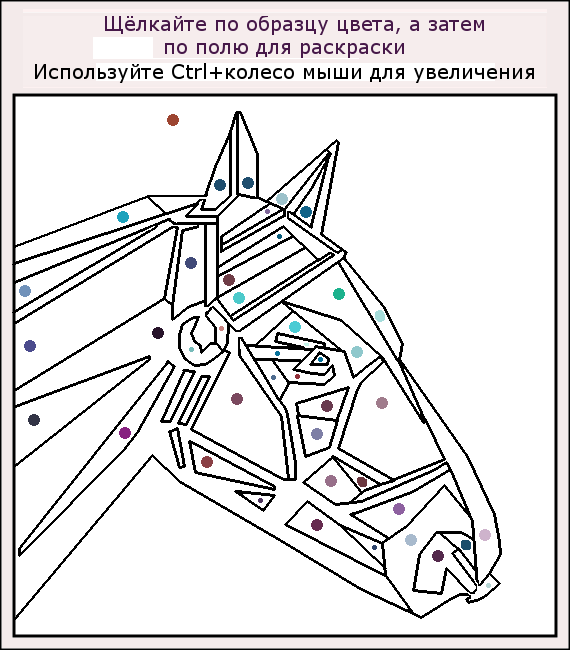 Щёлкайте по образцу цвета, а затем
по полю для раскраски
Используйте Ctrl+колесо мыши для увеличения